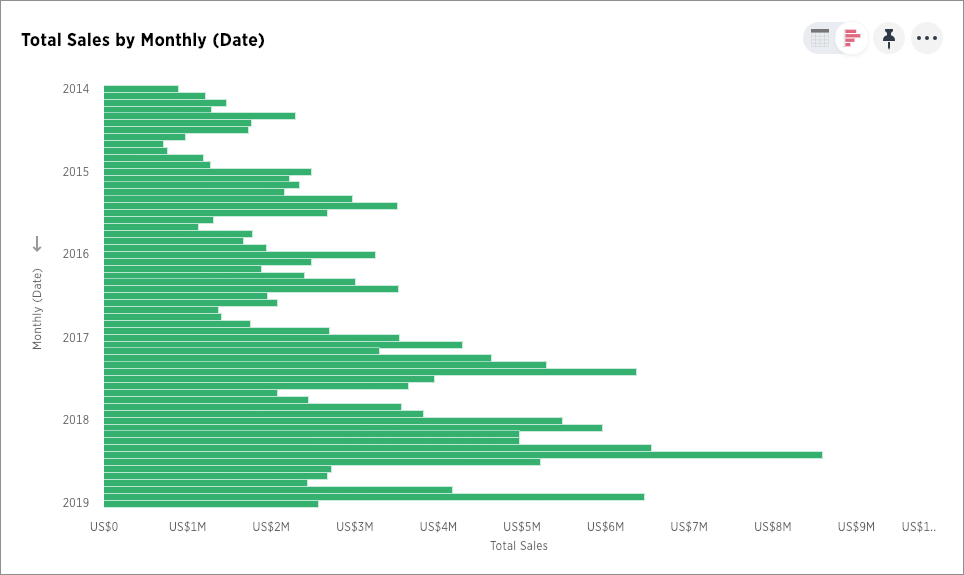 Total Sales by Monthly (Date)
2014
2015
2016
2017
2018
2019
Monthly (Date)
US$0 US$1M US$2M US$3M US$4M US$5M US$6M US$7M US$8M US$9M US$1..
Total Sales